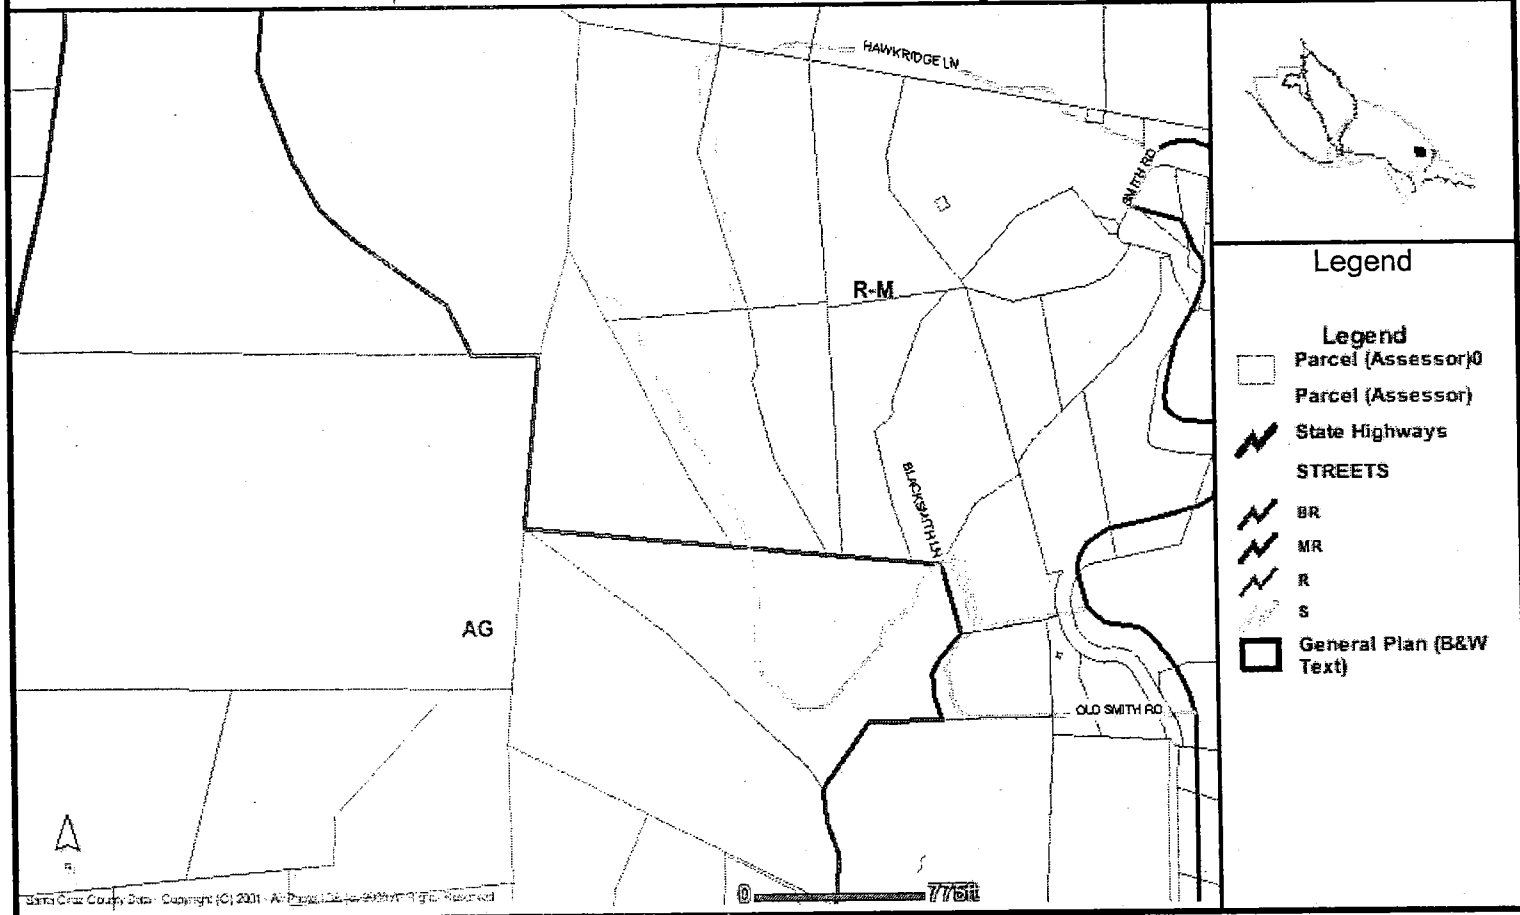 HAWKRIDGE LN
SMITH RD
R-M
BLACKSMITH LN
AG
OLD SMITH RD
0 775ft
Santa Cruz County Data - Copyright (C) 2001 - Reserved
Legend
Legend
Parcel (Assessor)0
Parcel (Assessor)
State Highways
STREETS
BR
MR
R
S
General Plan (B&W
Text)